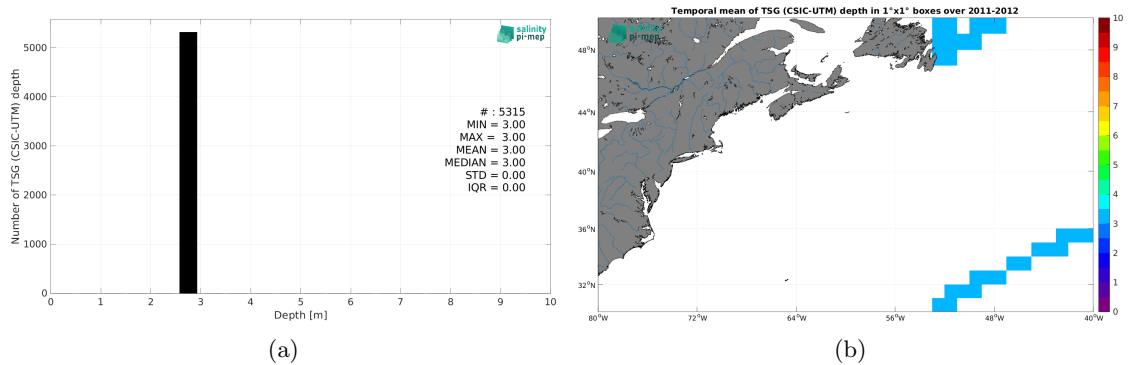 salinity
pi-mep
# : 5315
MIN = 3.00
MAX = 3.00
MEAN = 3.00
MEDIAN = 3.00
STD = 0.00
IQR = 0.00
Number of TSG (CSIC-UTM) depth
5000
4000
3000
2000
1000
0
0 1 2 3 4 5 6 7 8 9 10
Depth [m]
(a)
Temporal mean of TSG (CSIC-UTM) depth in 1°x1° boxes over 2011-2012
salinity
pi-mep
48°N
44°N
40°N
36°N
32°N
80°W 72°W 64°W 56°W 48°W 40°W
10
9
8
7
6
5
4
3
2
1
0
(b)